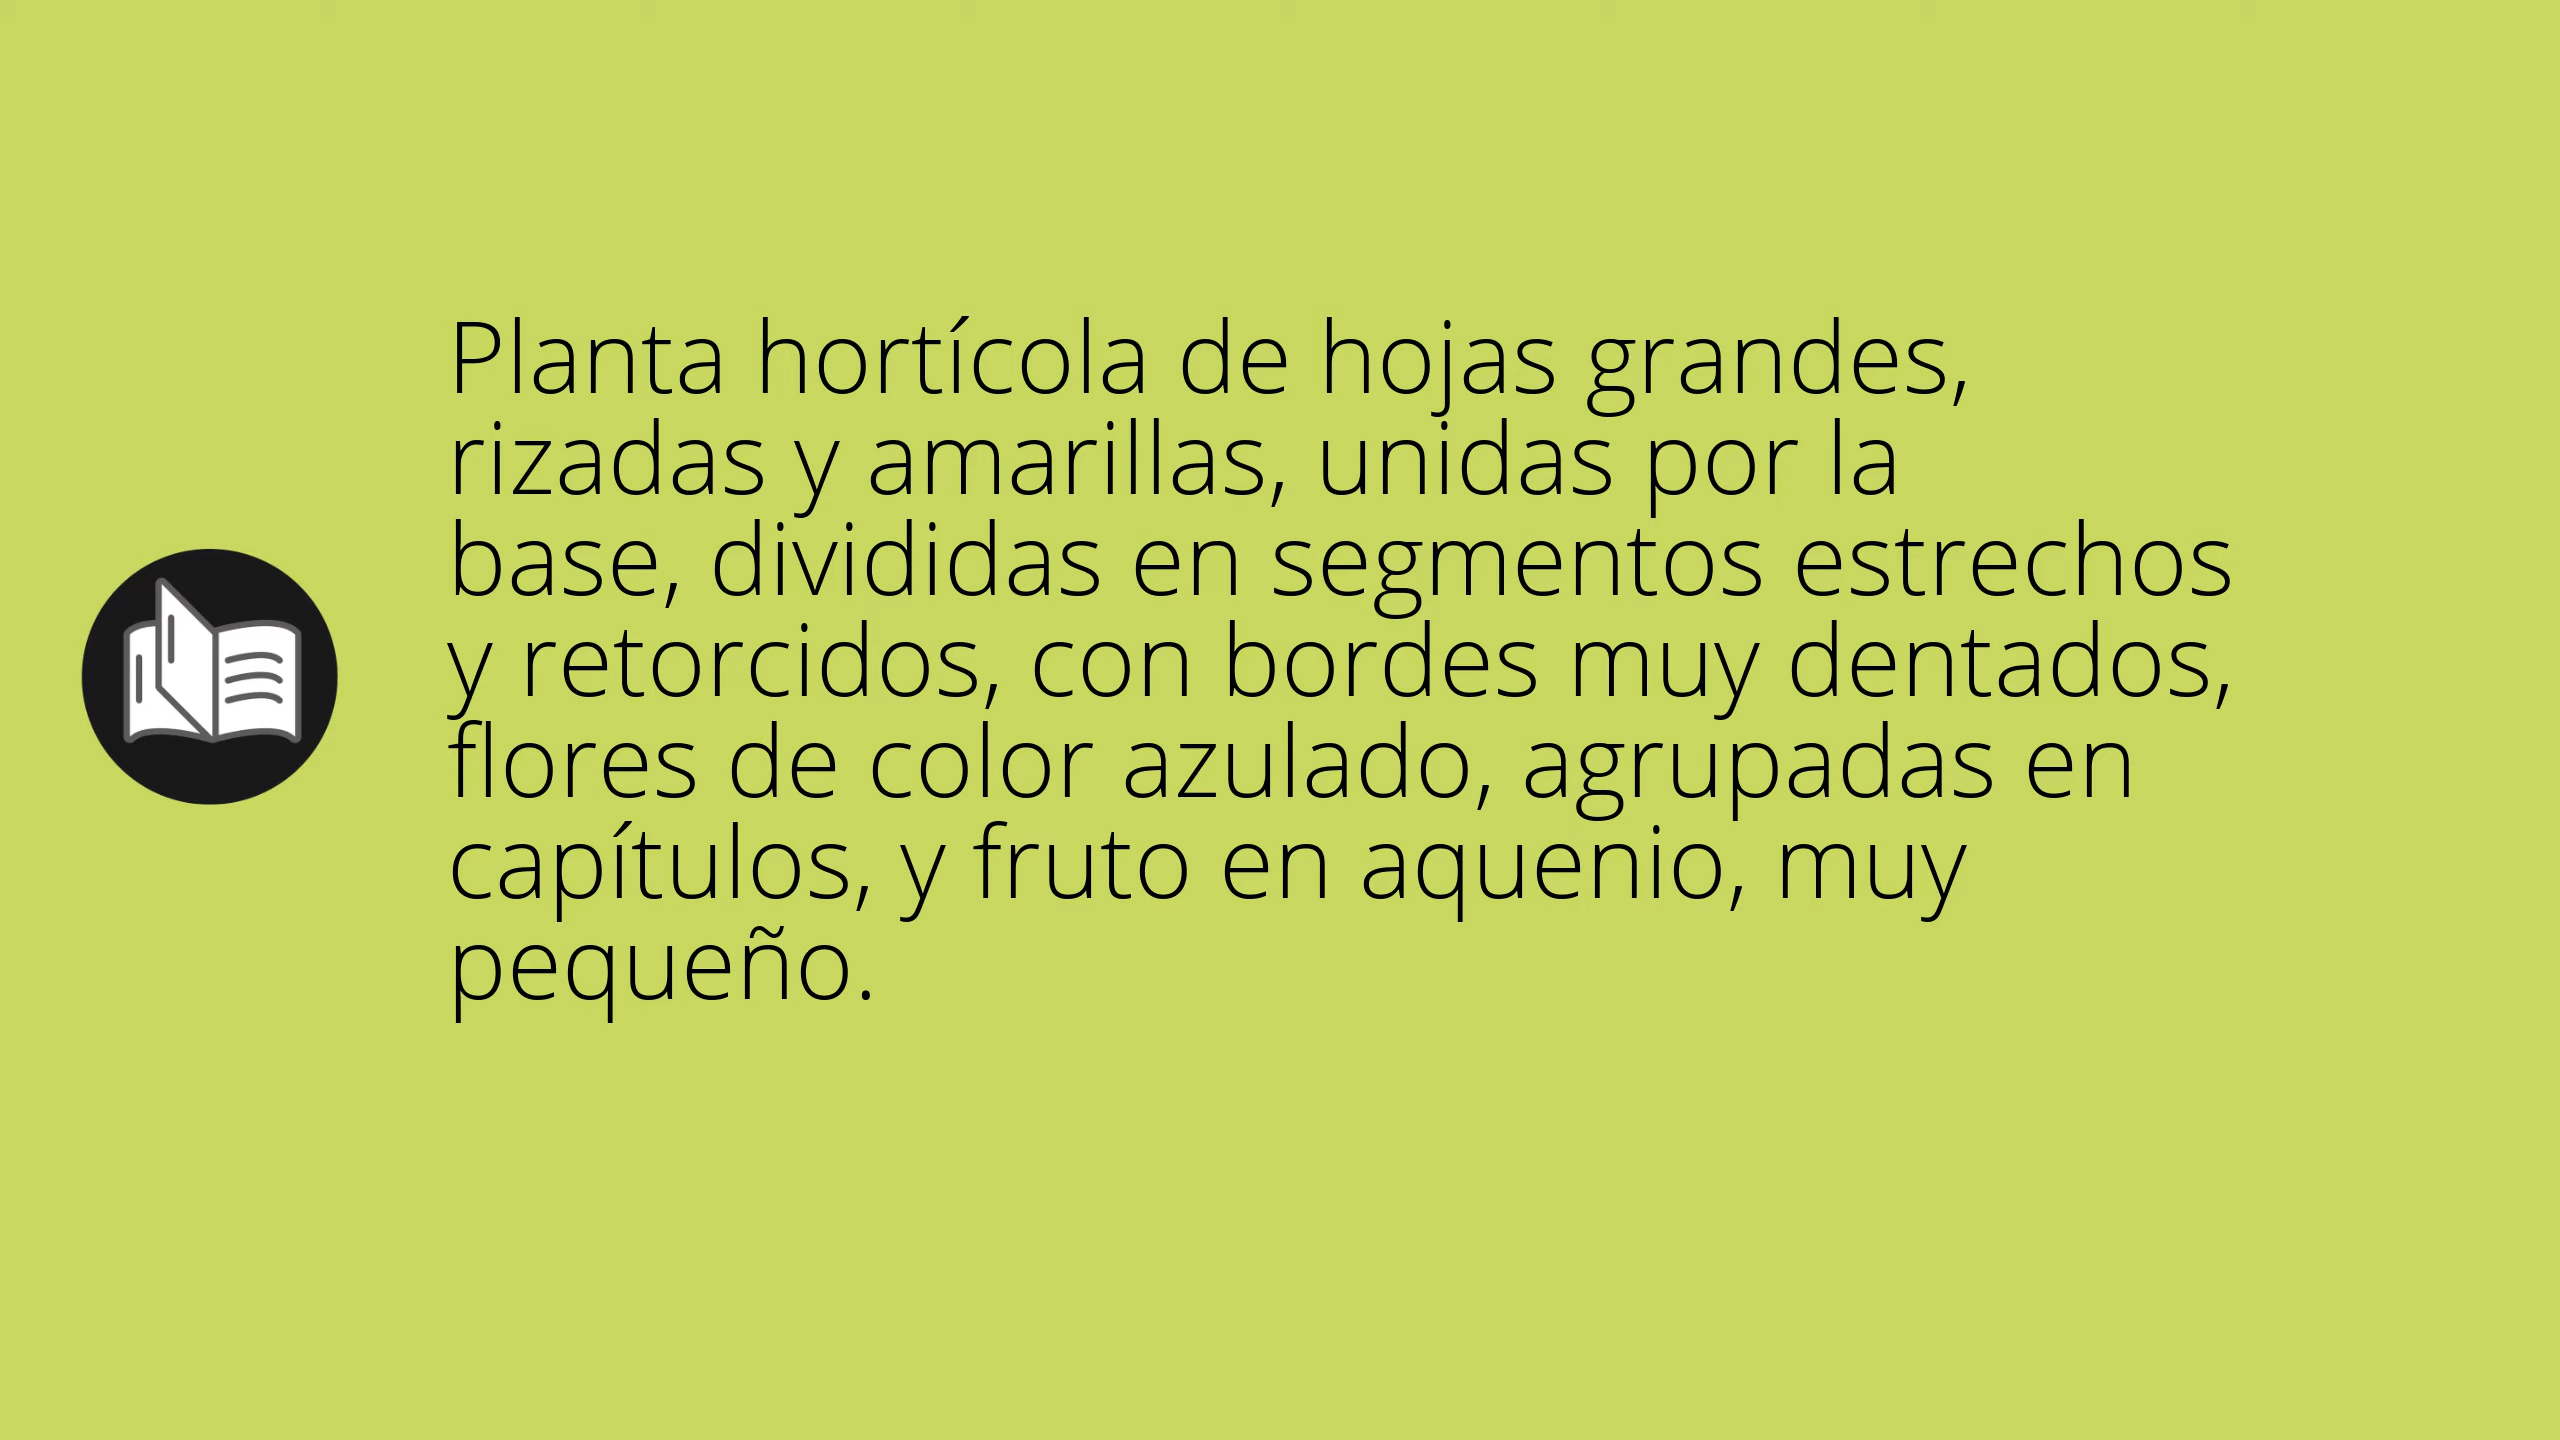 Planta hortícola de hojas grandes,
rizadas y amarillas, unidas por la
base, divididas en segmentos estrechos
y retorcidos, con bordes muy dentados,
flores de color azulado, agrupadas en
capítulos, y fruto en aquenio, muy
pequeño.